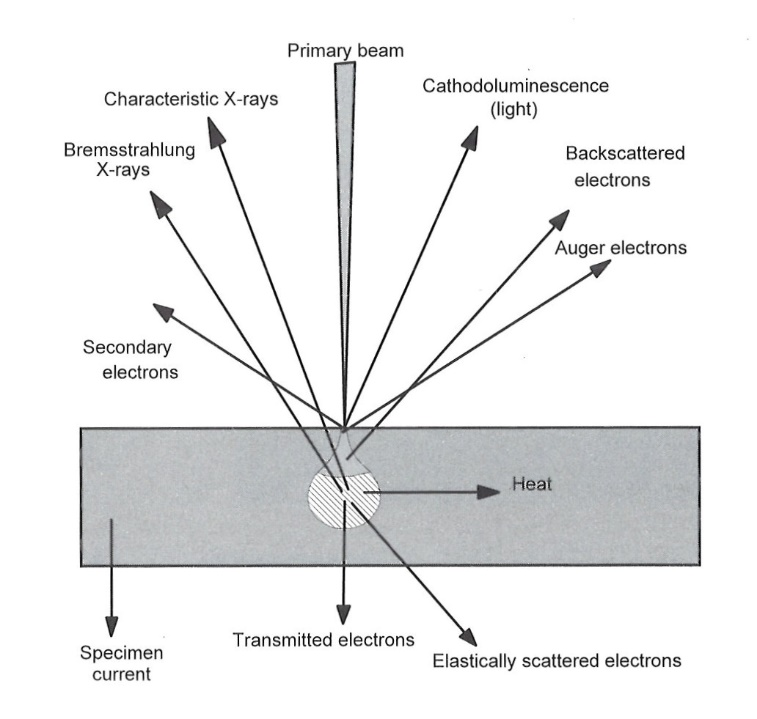 Primary beam
Characteristic X-rays
Cathodoluminescence
(light)
Bremsstrahlung
X-rays
Backscattered
electrons
Auger electrons
Secondary
electrons
Heat
Transmitted electrons
Specimen
current
Elastically scattered electrons